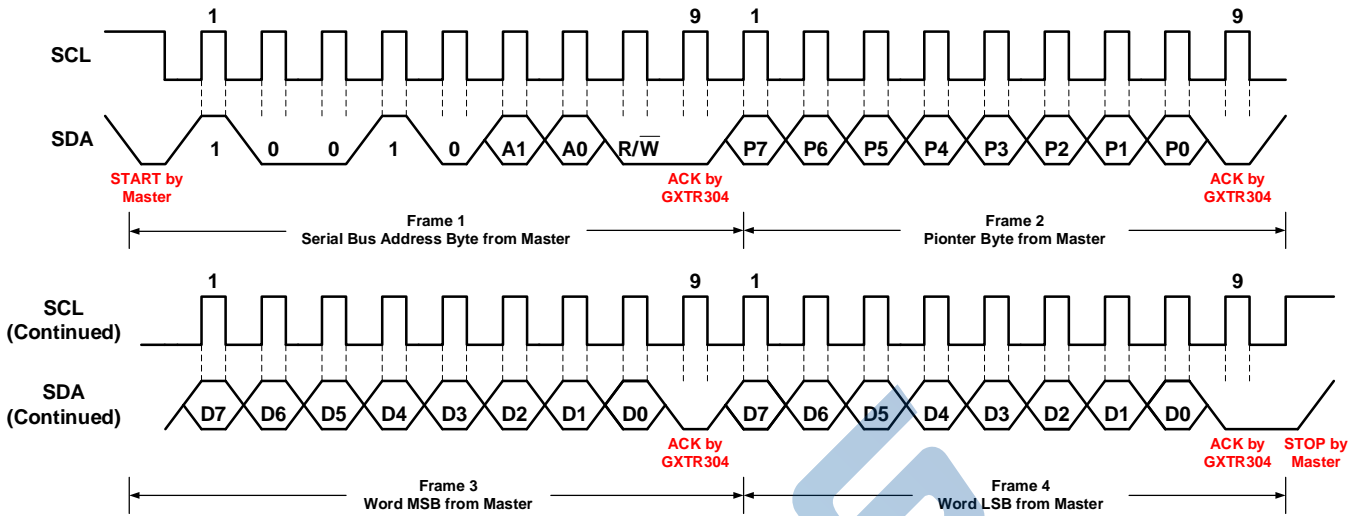 1 9 1 9
SCL
SDA
1 0 0 1 0 A1 A0 R/W̅ P7 P6 P5 P4 P3 P2 P1 P0
START by
Master
ACK by
GXTR304
ACK by
GXTR304
Frame 1
Serial Bus Address Byte from Master
Frame 2
Pionter Byte from Master
1 9 1 9
SCL
(Continued)
SDA
(Continued)
D7 D6 D5 D4 D3 D2 D1 D0 D7 D6 D5 D4 D3 D2 D1 D0
ACK by
GXTR304
ACK by
GXTR304
STOP by
Master
Frame 3
Word MSB from Master
Frame 4
Word LSB from Master